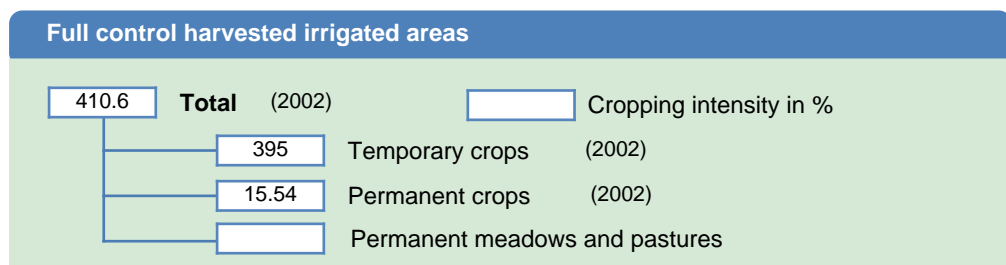 Full control harvested irrigated areas
410.6 Total (2002) Cropping intensity in %
395 Temporary crops (2002)
15.54 Permanent crops (2002)
Permanent meadows and pastures